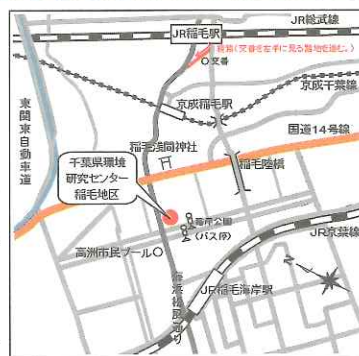 JR総武線
JR稲毛駅
交番
京成千葉線
京成稲毛駅
国道14号線
東関東自動車道
稲毛浅間神社
稲毛陸橋
千葉県環境
研究センター
稲毛地区
高洲市民プール
(バス停)
JR京葉線
JR稲毛海岸駅
N